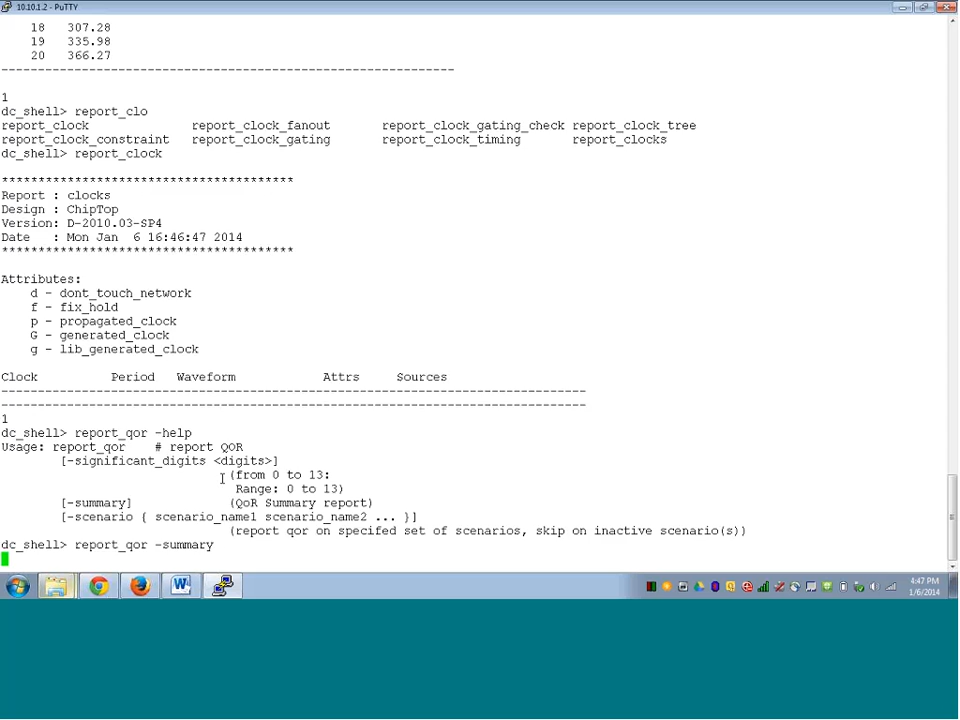 10.10.1.2 - PuTTY
18 307.28
19 335.98
20 366.27
--------------------------------------------------------------
1
dc_shell> report_clo
report_clock report_clock_fanout report_clock_gating_check report_clock_tree
report_clock_constraint report_clock_gating report_clock_timing report_clocks
dc_shell> report_clock
****************************************
Report : clocks
Design : ChipTop
Version: D-2010.03-SP4
Date : Mon Jan 6 16:46:47 2014
****************************************
Attributes:
d - dont_touch_network
f - fix_hold
p - propagated_clock
G - generated_clock
g - lib_generated_clock
Clock Period Waveform Attrs Sources
--------------------------------------------------------------------------------
--------------------------------------------------------------------------------
1
dc_shell> report_qor -help
Usage: report_qor # report QOR
[-significant_digits <digits>]
(from 0 to 13:
Range: 0 to 13)
[-summary] (QoR Summary report)
[-scenario { scenario_name1 scenario_name2 ... }]
(report qor on specifed set of scenarios, skip on inactive scenario(s))
dc_shell> report_qor -summary
4:47 PM
1/6/2014